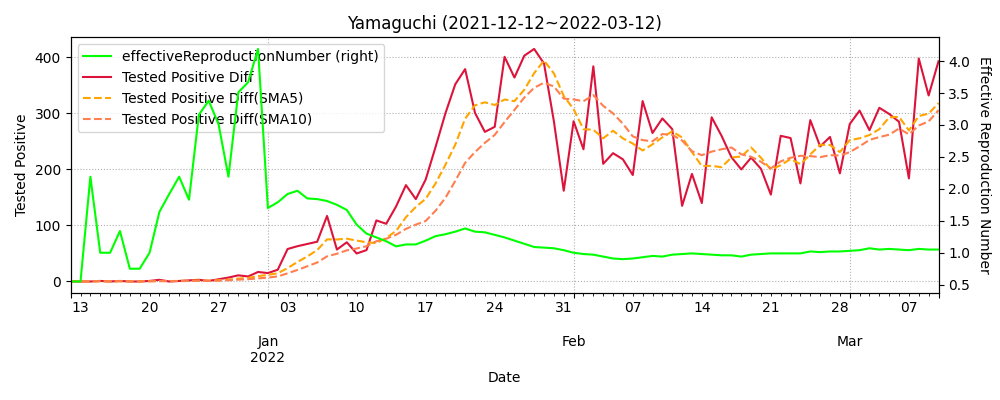 Yamaguchi (2021-12-12~2022-03-12)
effectiveReproductionNumber (right)
Tested Positive Diff
Tested Positive Diff(SMA5)
Tested Positive Diff(SMA10)
Tested Positive
400
300
200
100
0
4.0
3.5
3.0
2.5
2.0
1.5
1.0
0.5
Effective Reproduction Number
13 20 27 03 10 17 24 31 07 14 21 28 07
Jan Feb Mar
2022
Date